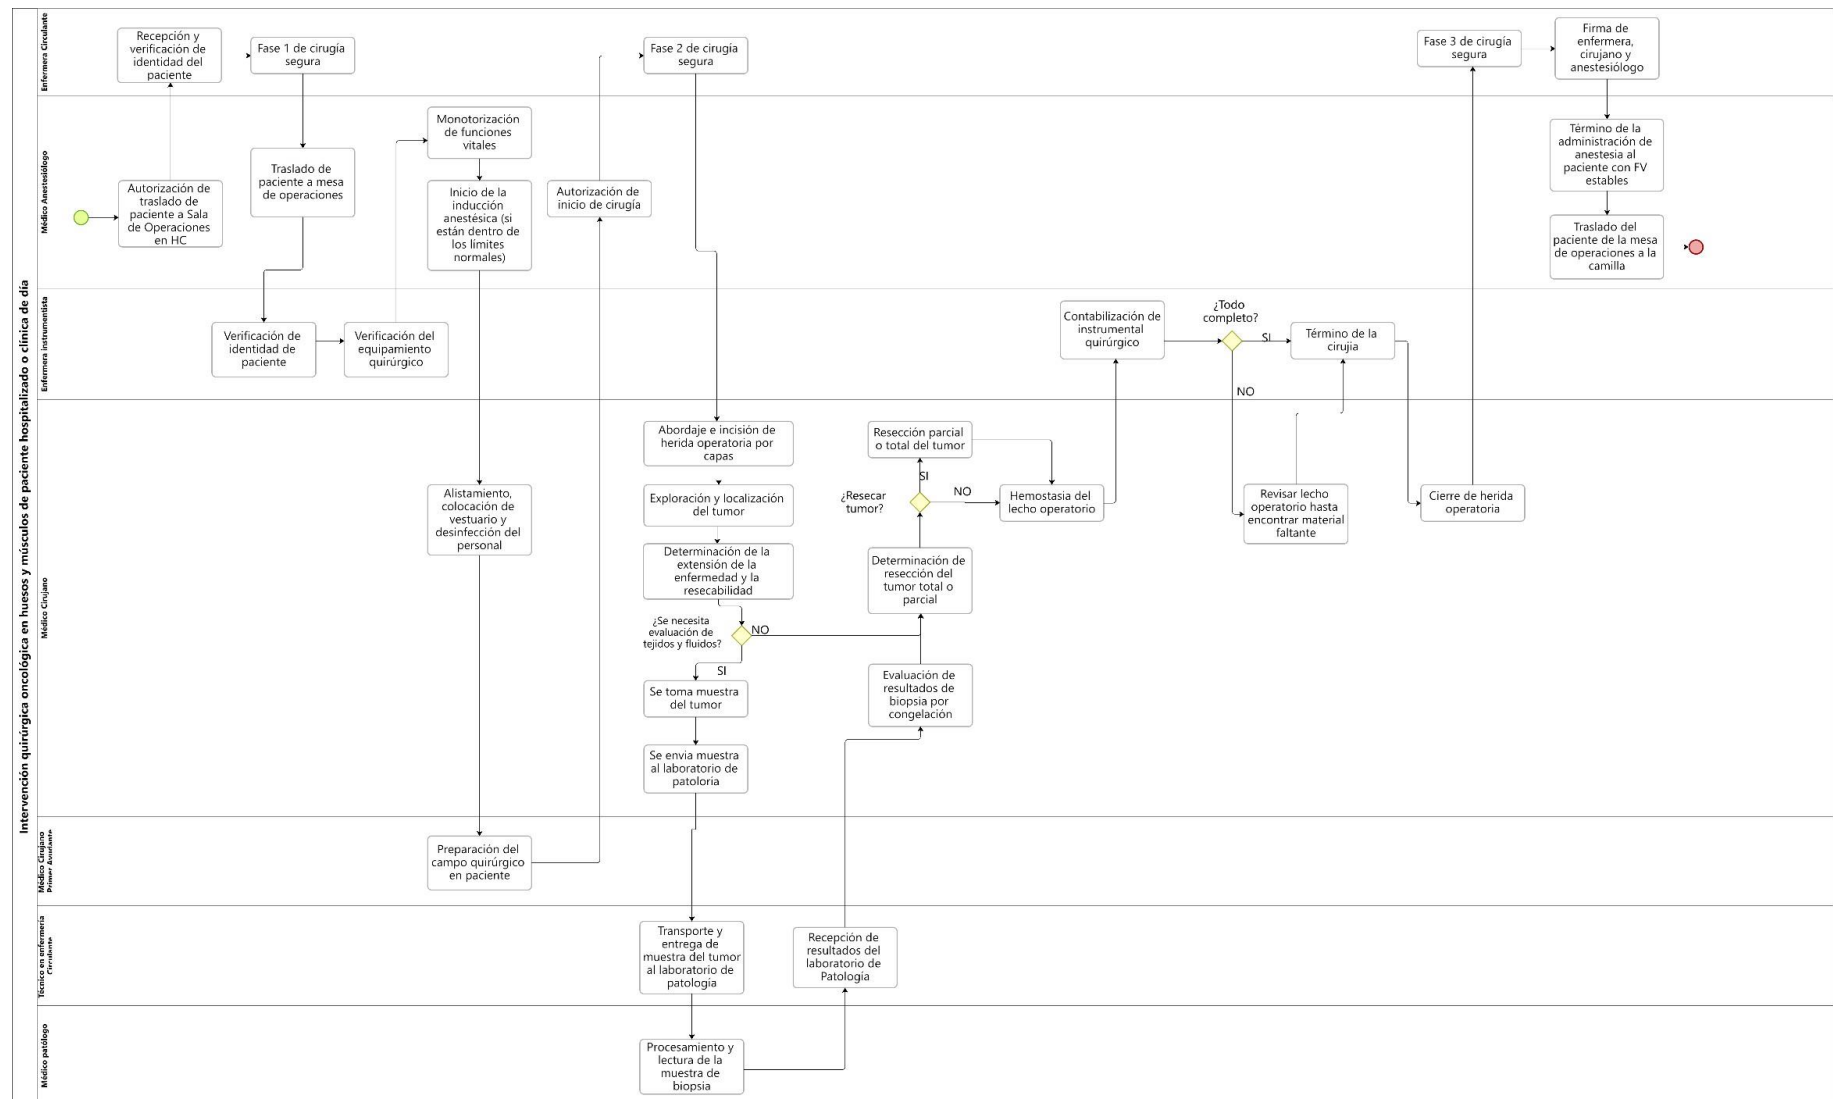 Intervención quirúrgica oncológica en huesos y músculos de paciente hospitalizado o clínica de día
Enfermera Circulante
Recepción y
verificación de
identidad del
paciente
Fase 1 de cirugía
segura
Fase 2 de cirugía
segura
Fase 3 de cirugía
segura
Firma de
enfermera,
cirujano y
anestesiólogo
Médico Anestesiólogo
Autorización de
traslado de
paciente a Sala
de Operaciones
en HC
Traslado de
paciente a mesa
de operaciones
Monotorización
de funciones
vitales
Inicio de la
inducción
anestésica (si
están dentro de
los límites
normales)
Autorización de
inicio de cirugía
Término de la
administración de
anestesia al
paciente con FV
estables
Traslado del
paciente de la mesa
de operaciones a la
camilla
Enfermera instrumentista
Verificación de
identidad de
paciente
Verificación del
equipamiento
quirúrgico
Contabilización de
instrumental
quirúrgico
¿Todo
completo?
SI
NO
Término de la
cirujia
Médico Cirujano
Alistamiento,
colocación de
vestuario y
desinfección del
personal
Abordaje e incisión de
herida operatoria por
capas
Exploración y localización
del tumor
Determinación de la
extensión de la
enfermedad y la
resecabilidad
¿Se necesita
evaluación de
tejidos y fluidos?
NO
SI
Se toma muestra
del tumor
Se envia muestra
al laboratorio de
patoloria
Resección parcial
o total del tumor
SI
¿Resecar
tumor?
NO
Hemostasia del
lecho operatorio
Determinación de
resección del
tumor total o
parcial
Evaluación de
resultados de
biopsia por
congelación
Revisar lecho
operatorio hasta
encontrar material
faltante
Cierre de herida
operatoria
Médico Cirujano
Primer Ayudante
Preparación del
campo quirúrgico
en paciente
Técnico en enfermería
Circulante
Transporte y
entrega de
muestra del tumor
al laboratorio de
patología
Recepción de
resultados del
laboratorio de
Patología
Médico patólogo
Procesamiento y
lectura de la
muestra de
biopsia